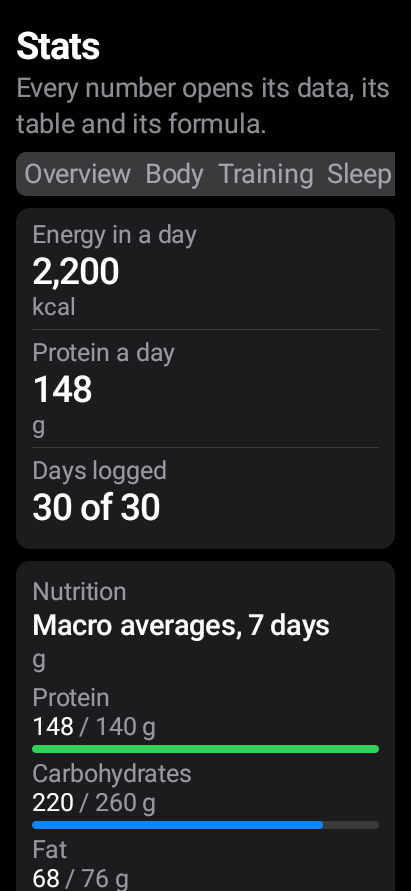 Stats
Every number opens its data, its
table and its formula.
Overview Body Training Sleep
Energy in a day
2,200
kcal
Protein a day
148
g
Days logged
30 of 30
Nutrition
Macro averages, 7 days
g
Protein
148 / 140 g
Carbohydrates
220 / 260 g
Fat
68 / 76 g